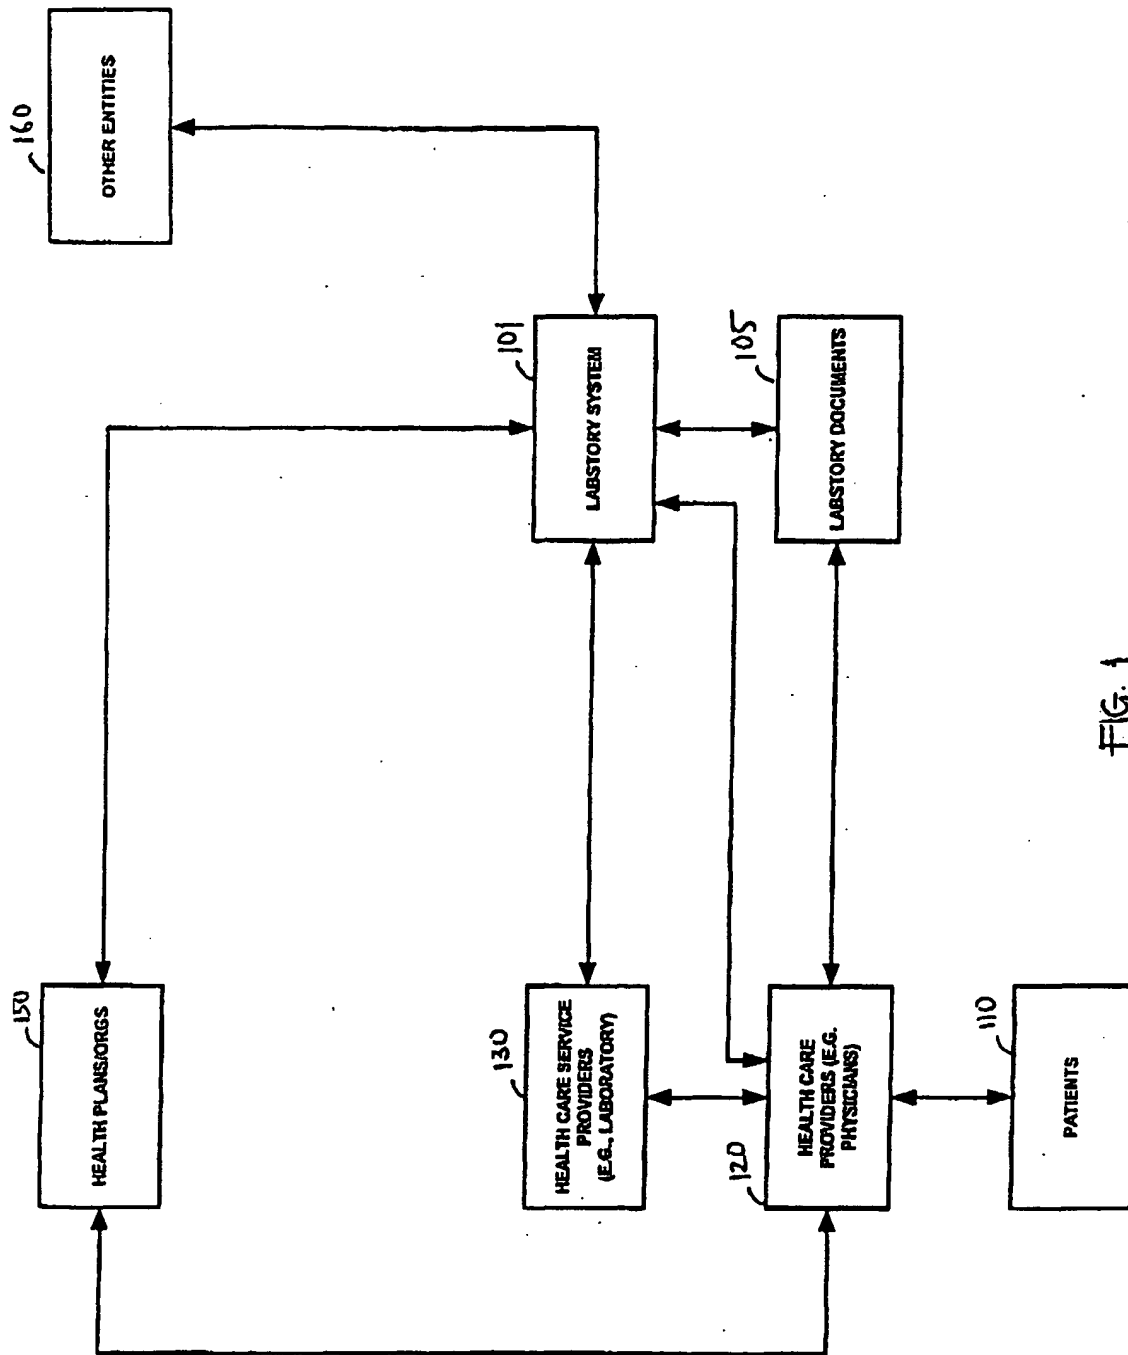 160
OTHER ENTITIES
101
LABSTORY SYSTEM
105
LABSTORY DOCUMENTS
150
HEALTH PLANS/ORGS
130
HEALTH CARE SERVICE
PROVIDERS
(E.G., LABORATORY)
120
HEALTH CARE
PROVIDERS (E.G.
PHYSICIANS)
110
PATIENTS
FIG. 1